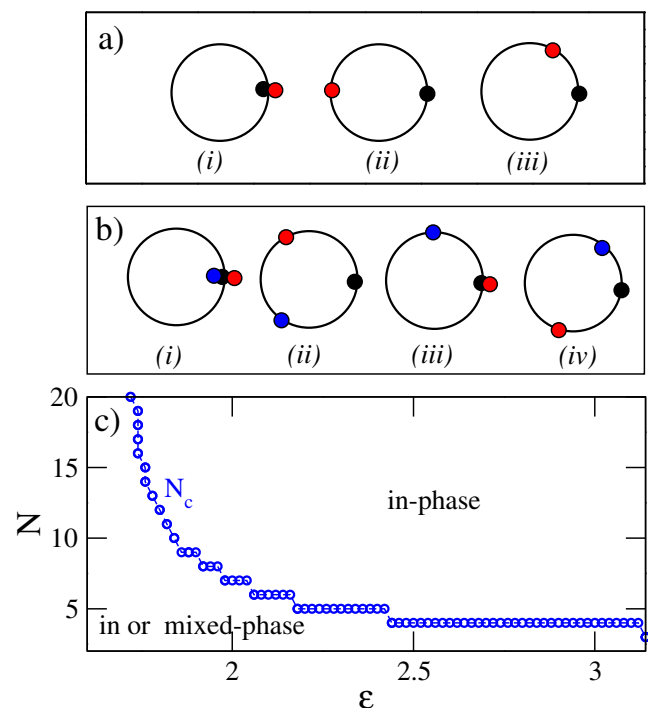 a)
(i) (ii) (iii)
b)
(i) (ii) (iii) (iv)
c)
20
15
10
5
N
N_c
in-phase
in or mixed-phase
2 2.5 3
ε